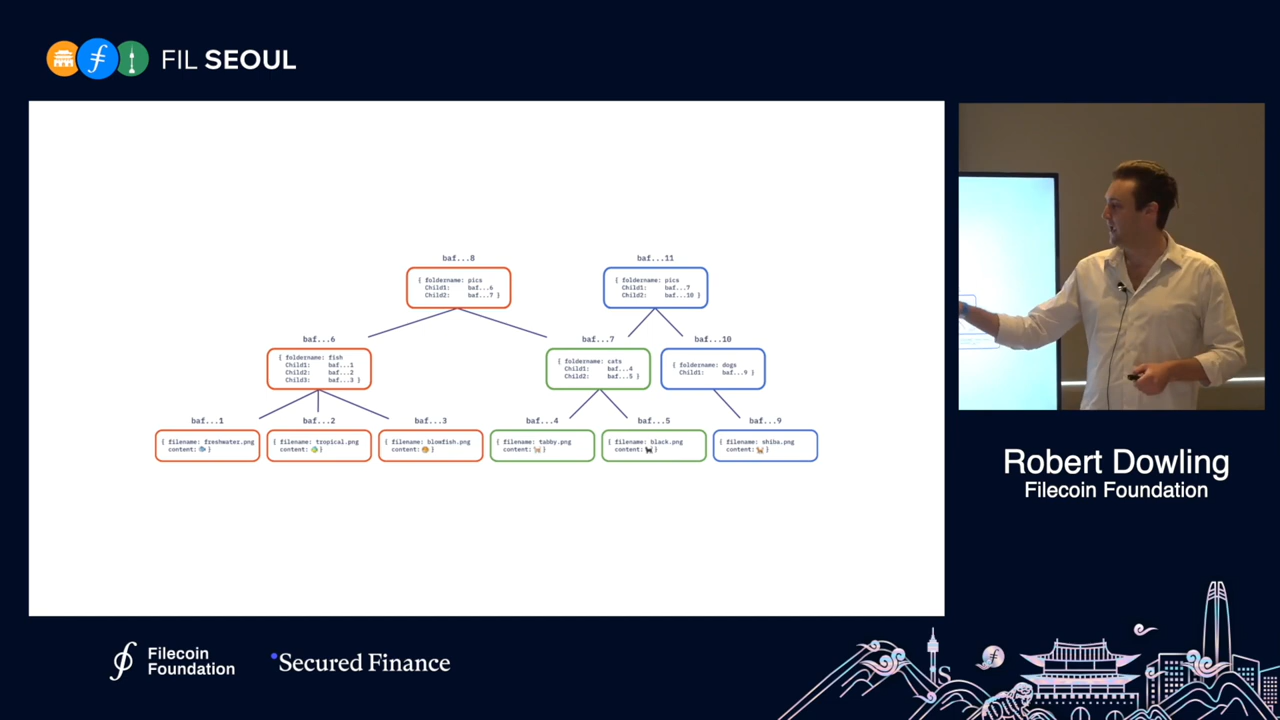 FIL SEOUL
baf...8
{ foldername: pics
Child1: baf...6
Child2: baf...7 }
baf...11
{ foldername: pics
Child1: baf...7
Child2: baf...10 }
baf...6
{ foldername: fish
Child1: baf...1
Child2: baf...2
Child3: baf...3 }
baf...7
{ foldername: cats
Child1: baf...4
Child2: baf...5 }
baf...10
{ foldername: dogs
Child1: baf...9 }
baf...1
{ filename: freshwater.png
content: }
baf...2
{ filename: tropical.png
content: }
baf...3
{ filename: blowfish.png
content: }
baf...4
{ filename: tabby.png
content: }
baf...5
{ filename: black.png
content: }
baf...9
{ filename: shiba.png
content: }
Robert Dowling
Filecoin Foundation
Filecoin
Foundation
Secured Finance